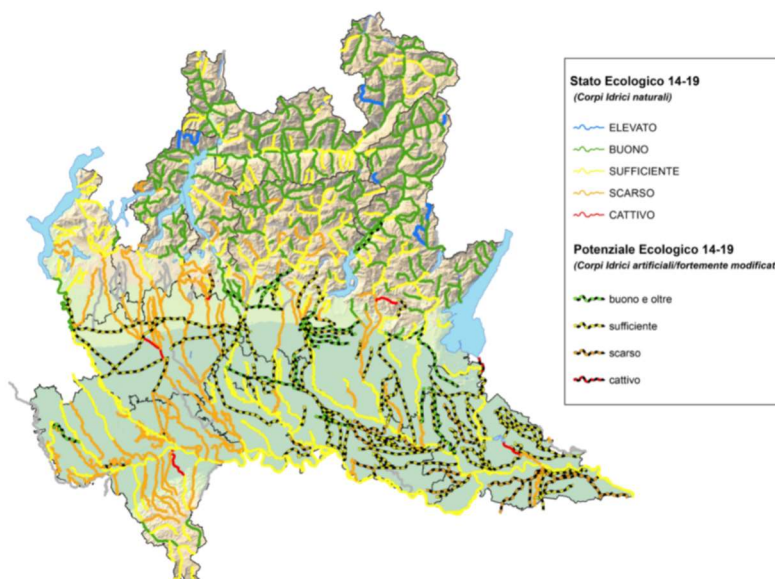 Stato Ecologico 14-19
(Corpi Idrici naturali)
ELEVATO
BUONO
SUFFICIENTE
SCARSO
CATTIVO
Potenziale Ecologico 14-19
(Corpi Idrici artificiali/fortemente modificat
buono e oltre
sufficiente
scarso
cattivo